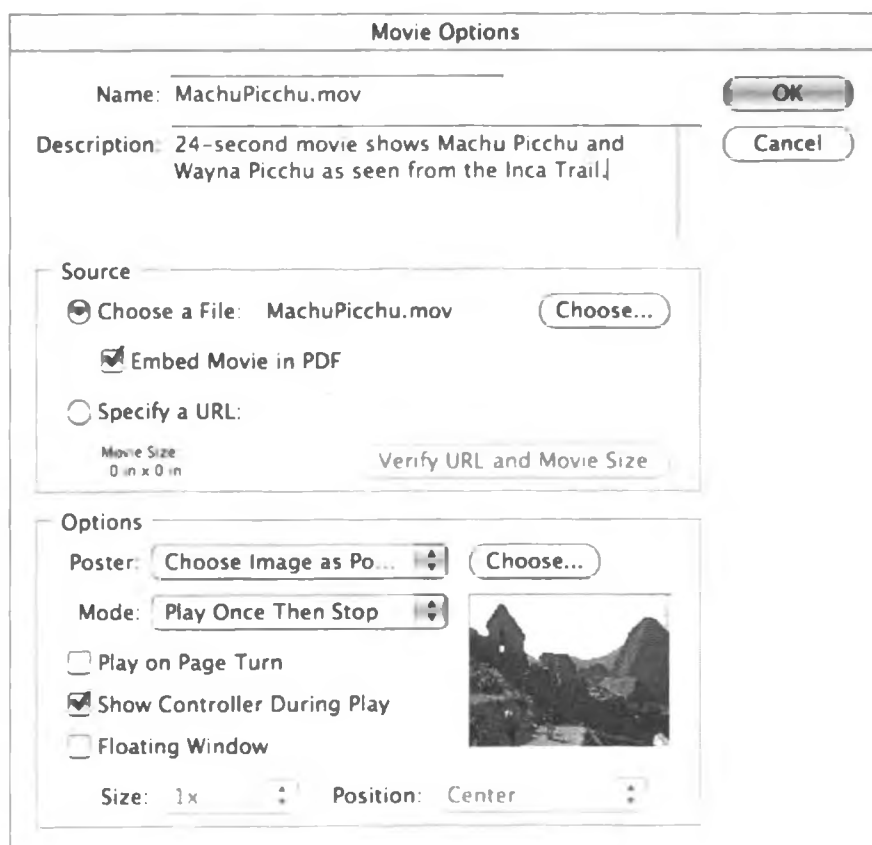 Movie Options
Name: MachuPicchu.mov
OK
Description: 24-second movie shows Machu Picchu and
Wayna Picchu as seen from the Inca Trail.
Cancel
Source
Choose a File: MachuPicchu.mov
Choose...
Embed Movie in PDF
Specify a URL:
Movie Size
0 in x 0 in
Verify URL and Movie Size
Options
Poster: Choose Image as Po...
Choose...
Mode: Play Once Then Stop
Play on Page Turn
Show Controller During Play
Floating Window
Size: 1x
Position: Center